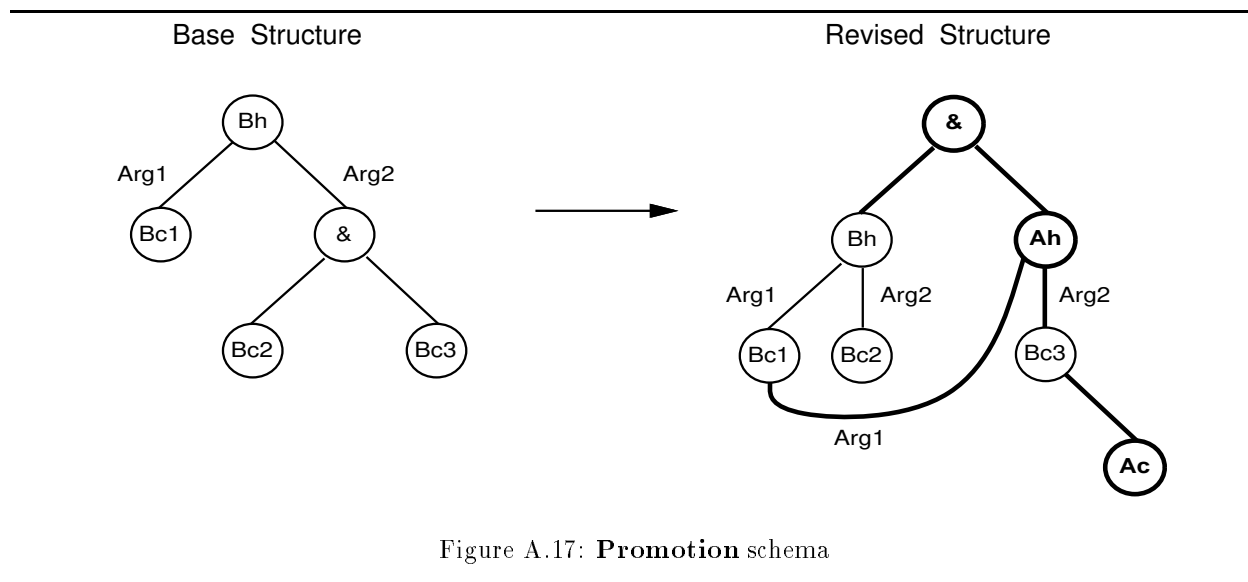 Base Structure
Revised Structure
Bh
&
Arg1
Arg2
Bc1
&
Bh
Ah
Arg1
Arg2
Arg2
Bc2
Bc3
Bc1
Bc2
Bc3
Arg1
Ac
Figure A.17: Promotion schema